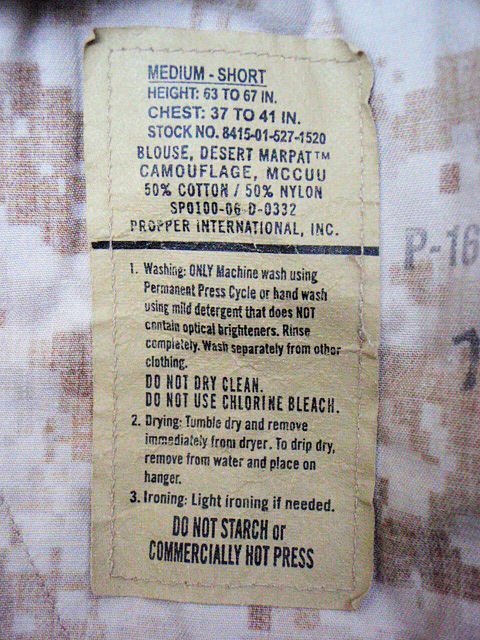 MEDIUM - SHORT
HEIGHT: 63 TO 67 IN.
CHEST: 37 TO 41 IN.
STOCK NO. 8415-01-527-1520
BLOUSE, DESERT MARPAT™
CAMOUFLAGE, MCCUU
50% COTTON / 50% NYLON
SP0100-06-D-0332
PROPPER INTERNATIONAL, INC.
1. Washing: ONLY Machine wash using
Permanent Press Cycle or hand wash
using mild detergent that does NOT
contain optical brighteners. Rinse
completely. Wash separately from other
clothing.
DO NOT DRY CLEAN.
DO NOT USE CHLORINE BLEACH.
2. Drying: Tumble dry and remove
immediately from dryer. To drip dry,
remove from water and place on
hanger.
3. Ironing: Light ironing if needed.
DO NOT STARCH or
COMMERCIALLY HOT PRESS
P-16